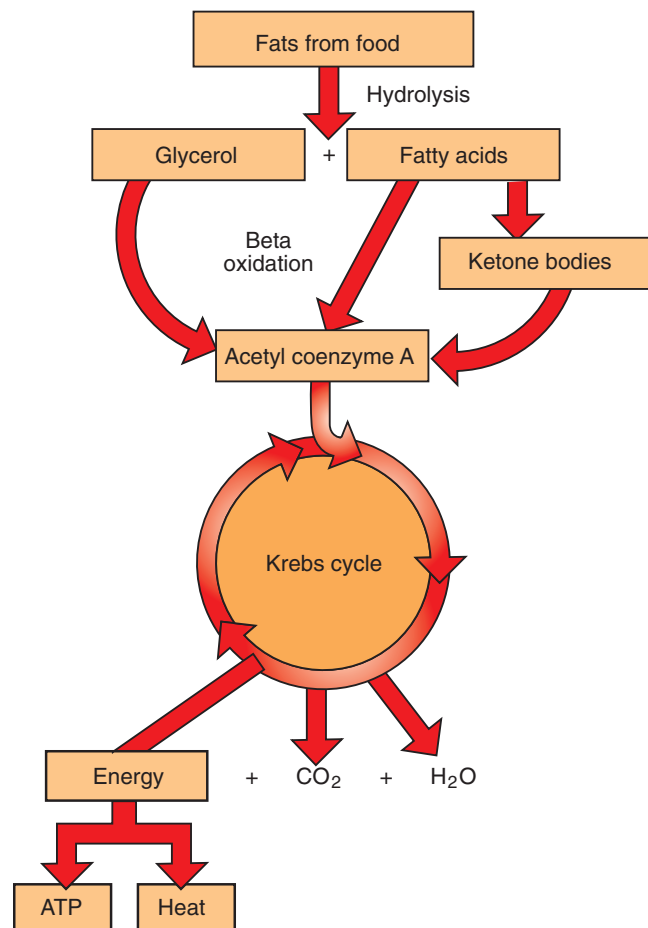 Fats from food
Hydrolysis
Glycerol + Fatty acids
Beta
oxidation
Ketone bodies
Acetyl coenzyme A
Krebs cycle
Energy + CO₂ + H₂O
ATP Heat